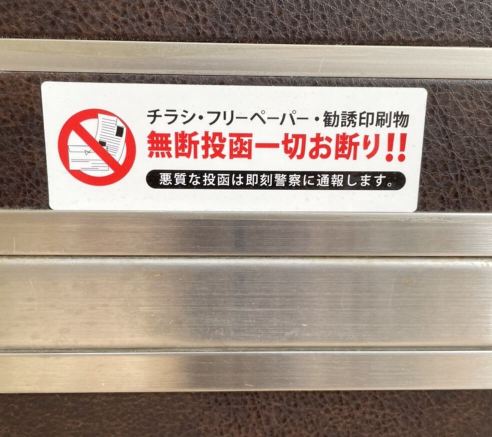 チラシ・フリーペーパー・勧誘印刷物
無断投函一切お断り!!
悪質な投函は即刻警察に通報します。